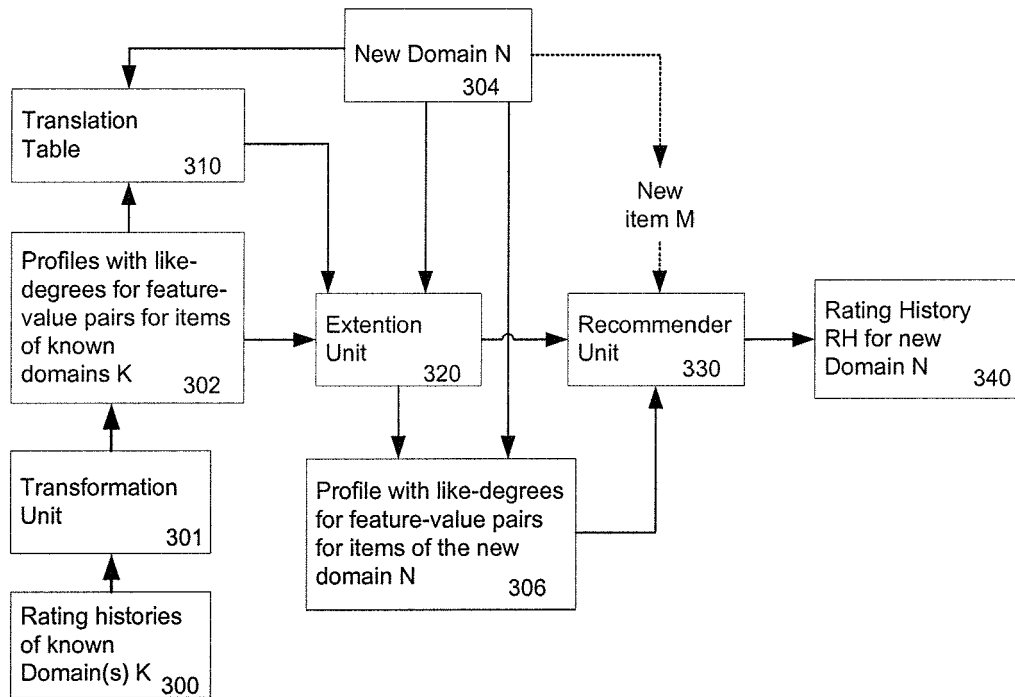 New Domain N
304
Translation
Table
310
New
item M
Profiles with like-
degrees for feature-
value pairs for items
of known
domains K
302
Extention
Unit
320
Recommender
Unit
330
Rating History
RH for new
Domain N
340
Transformation
Unit
301
Profile with like-degrees
for feature-value pairs
for items of the new
domain N
306
Rating histories
of known
Domain(s) K
300